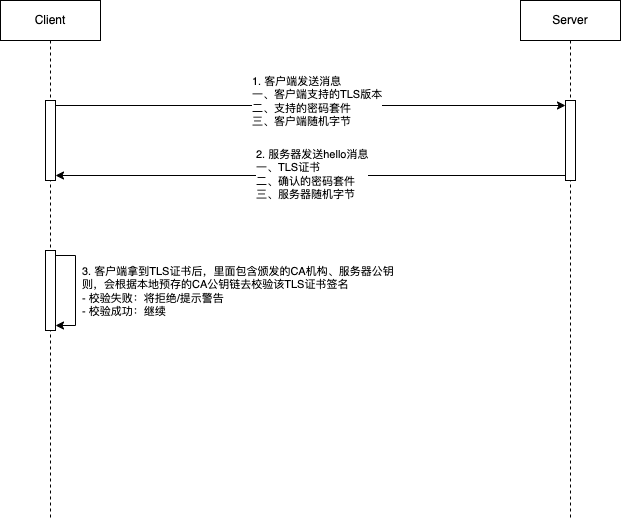 Client
Server
1. 客户端发送消息
一、客户端支持的TLS版本
二、支持的密码套件
三、客户端随机字节
2. 服务器发送hello消息
一、TLS证书
二、确认的密码套件
三、服务器随机字节
3. 客户端拿到TLS证书后，里面包含颁发的CA机构、服务器公钥
则，会根据本地预存的CA公钥链去校验该TLS证书签名
- 校验失败：将拒绝/提示警告
- 校验成功：继续